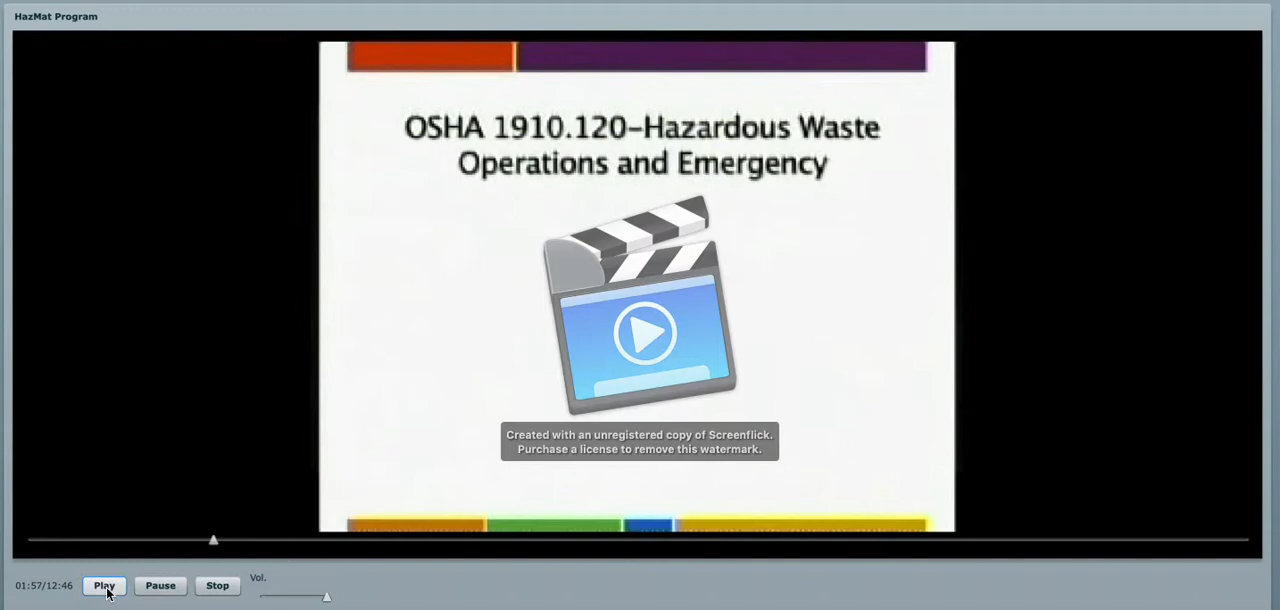 HazMat Program
OSHA 1910.120–Hazardous Waste
Operations and Emergency
Created with an unregistered copy of Screenflick.
Purchase a license to remove this watermark.
01:57/12:46 Play Pause Stop Vol.